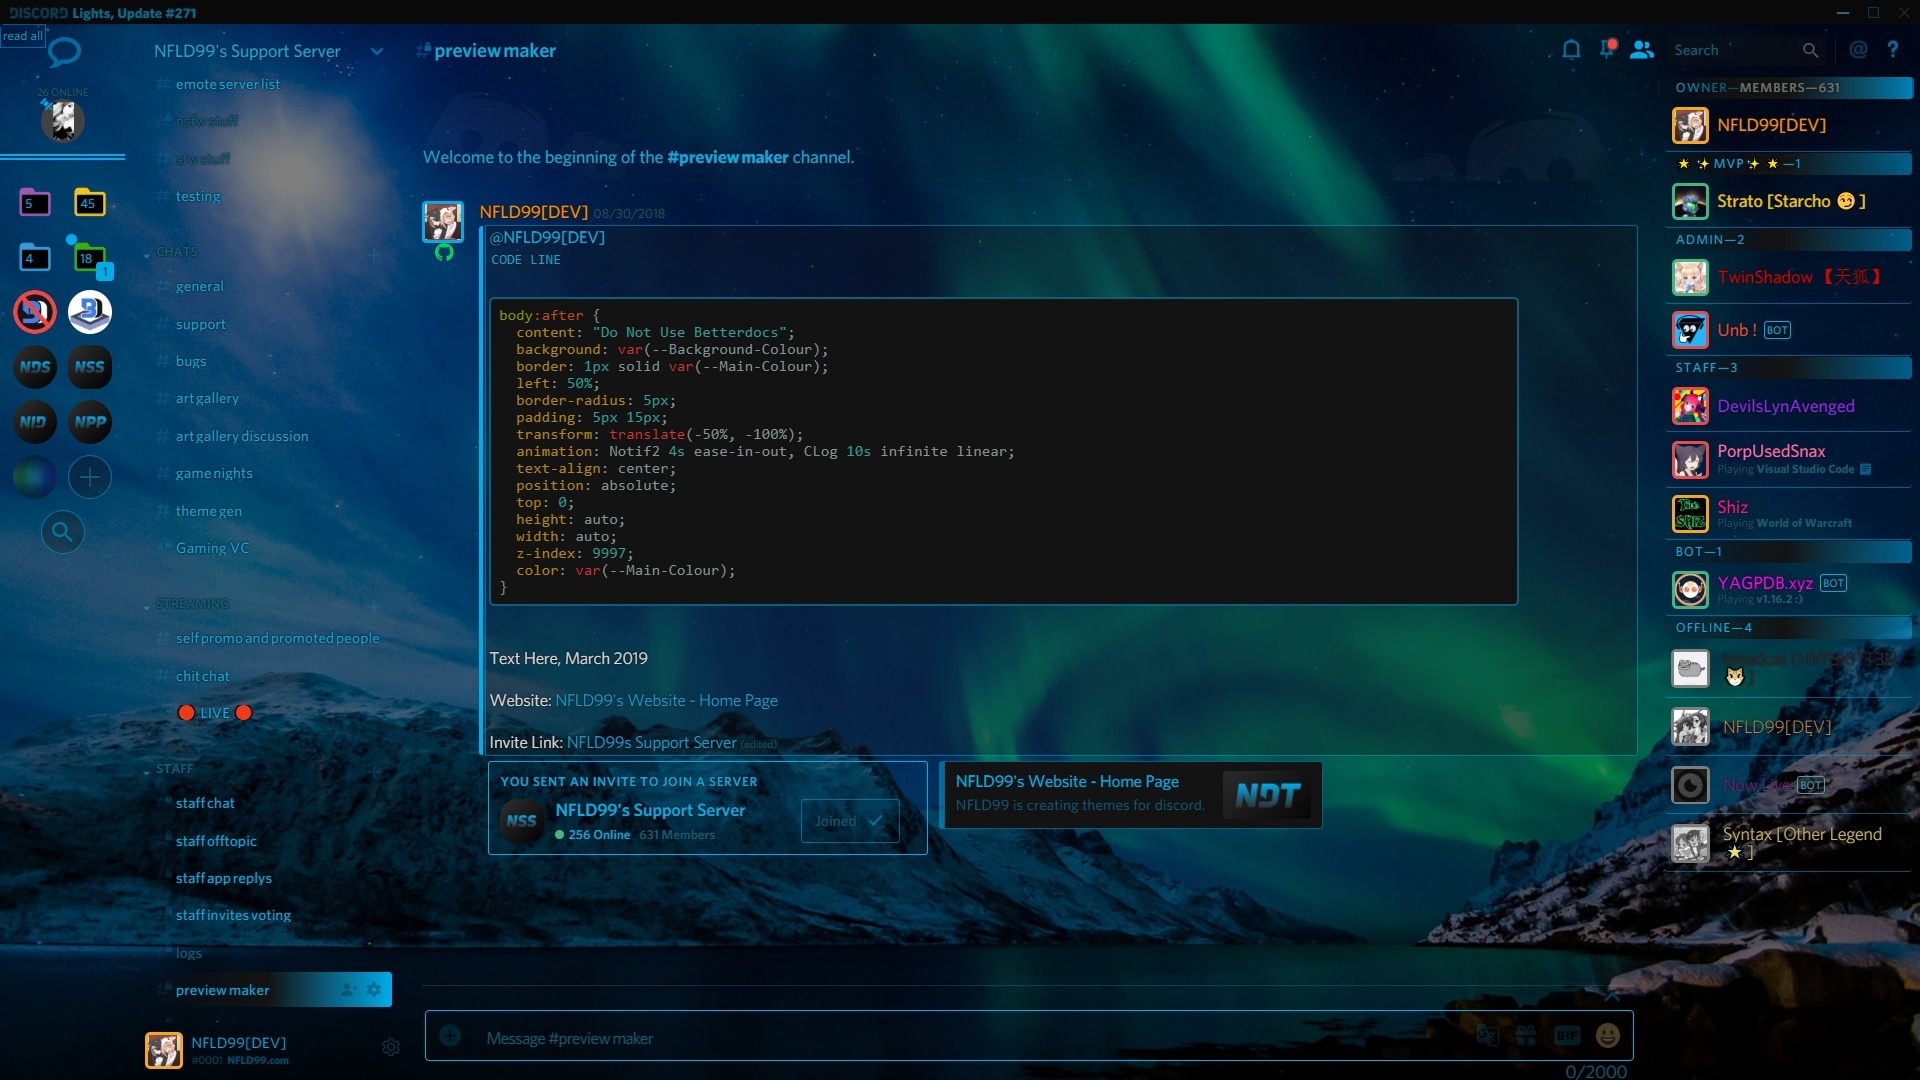 DISCORD Lights, Update #271
read all
26 ONLINE
5
45
4
18
1
NDS
NSS
NID
NPP
NFLD99's Support Server
emote server list
nsfw stuff
sfw stuff
testing
CHATS
general
support
bugs
art gallery
art gallery discussion
game nights
theme gen
Gaming VC
STREAMING
self promo and promoted people
chit chat
LIVE
STAFF
staff chat
staff offtopic
staff app replys
staff invites voting
logs
preview maker
NFLD99[DEV]
#0001 NFLD99.com
# preview maker
Search
Welcome to the beginning of the #preview maker channel.
NFLD99[DEV] 08/30/2018
@NFLD99[DEV]
CODE LINE
body:after {
content: "Do Not Use Betterdocs";
background: var(--Background-Colour);
border: 1px solid var(--Main-Colour);
left: 50%;
border-radius: 5px;
padding: 5px 15px;
transform: translate(-50%, -100%);
animation: Notif2 4s ease-in-out, CLog 10s infinite linear;
text-align: center;
position: absolute;
top: 0;
height: auto;
width: auto;
z-index: 9997;
color: var(--Main-Colour);
}
Text Here, March 2019
Website: NFLD99's Website - Home Page
Invite Link: NFLD99s Support Server (edited)
YOU SENT AN INVITE TO JOIN A SERVER
NSS
NFLD99's Support Server
256 Online 631 Members
Joined
NFLD99's Website - Home Page
NFLD99 is creating themes for discord.
NDT
Message #preview maker
GIF
0/2000
OWNER—MEMBERS—631
NFLD99[DEV]
⭐ ✨ MVP ✨ ⭐ —1
Strato [Starcho 😏 ]
ADMIN—2
TwinShadow 【天狐】
Unb ! BOT
STAFF—3
DevilsLynAvenged
PorpUsedSnax
Playing Visual Studio Code
Shiz
Playing World of Warcraft
BOT—1
YAGPDB.xyz BOT
Playing v1.16.2 :)
OFFLINE—4
NFLD99[DEV]
Now Live BOT
Syntax [Other Legend
🌟 ]